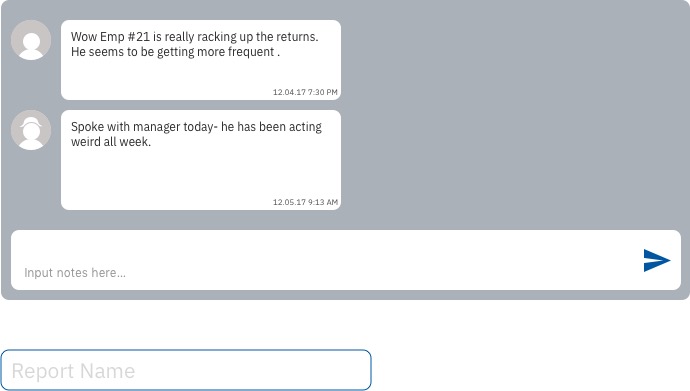 Wow Emp #21 is really racking up the returns.
He seems to be getting more frequent .
12.04.17 7:30 PM
Spoke with manager today- he has been acting
weird all week.
12.05.17 9:13 AM
Input notes here...
Report Name